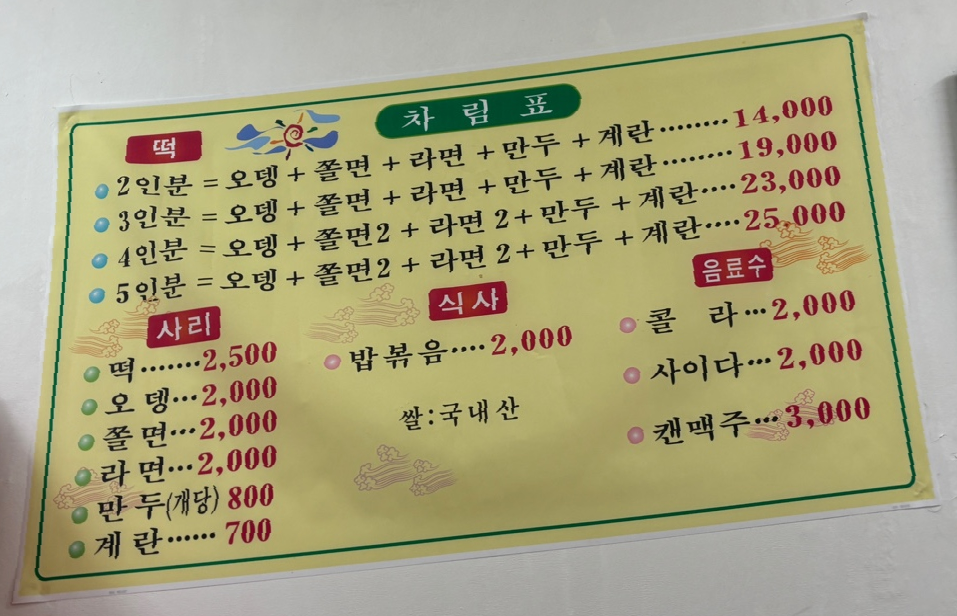 차림표
떡
2인분 = 오뎅 + 쫄면 + 라면 + 만두 + 계란········14,000
3인분 = 오뎅 + 쫄면 + 라면 + 만두 + 계란········19,000
4인분 = 오뎅 + 쫄면2 + 라면 2+ 만두 + 계란····23,000
5인분 = 오뎅 + 쫄면2 + 라면 2+ 만두 + 계란····25,000
사리
떡·······2,500
오뎅···2,000
쫄면···2,000
라면···2,000
만두(개당) 800
계란······ 700
식사
밥볶음····2,000
쌀:국내산
음료수
콜 라···2,000
사이다···2,000
캔맥주···3,000